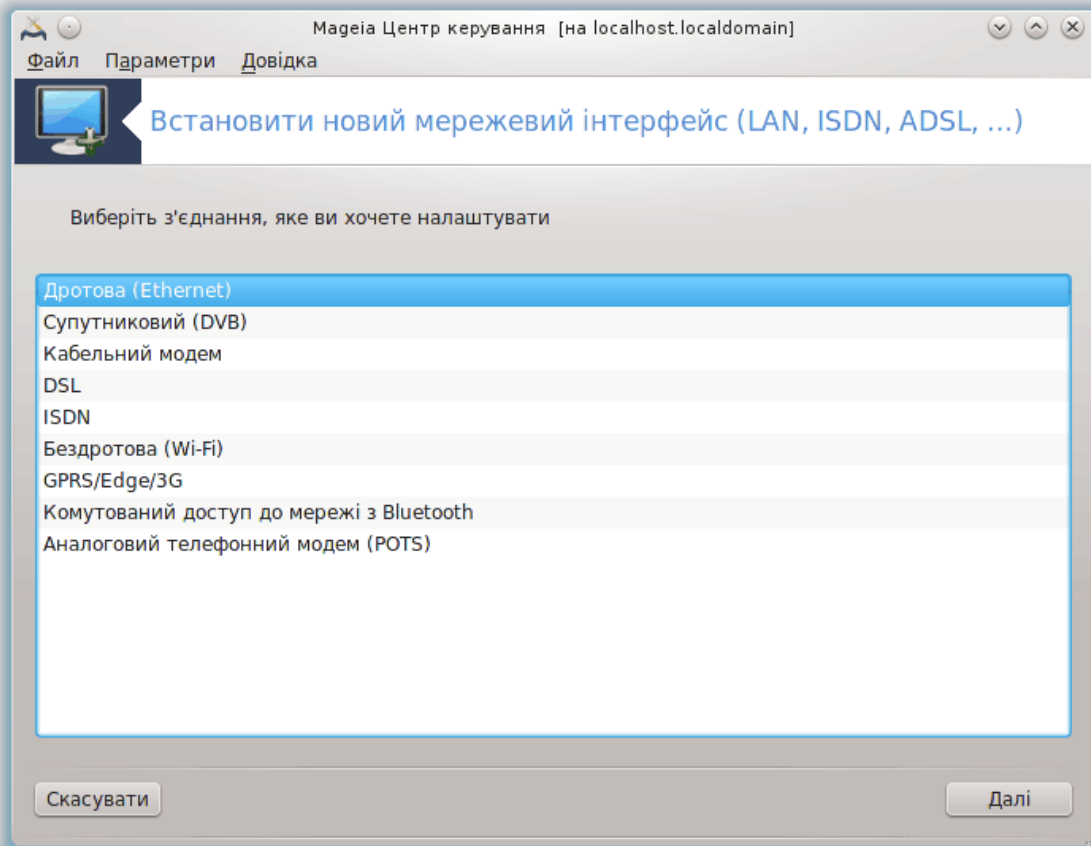 Mageia Центр керування [на localhost.localdomain]
Файл Параметри Довідка
Встановити новий мережевий інтерфейс (LAN, ISDN, ADSL, ...)
Виберіть з'єднання, яке ви хочете налаштувати
Дротова (Ethernet)
Супутниковий (DVB)
Кабельний модем
DSL
ISDN
Бездротова (Wi-Fi)
GPRS/Edge/3G
Комутований доступ до мережі з Bluetooth
Аналоговий телефонний модем (POTS)
Скасувати Далі